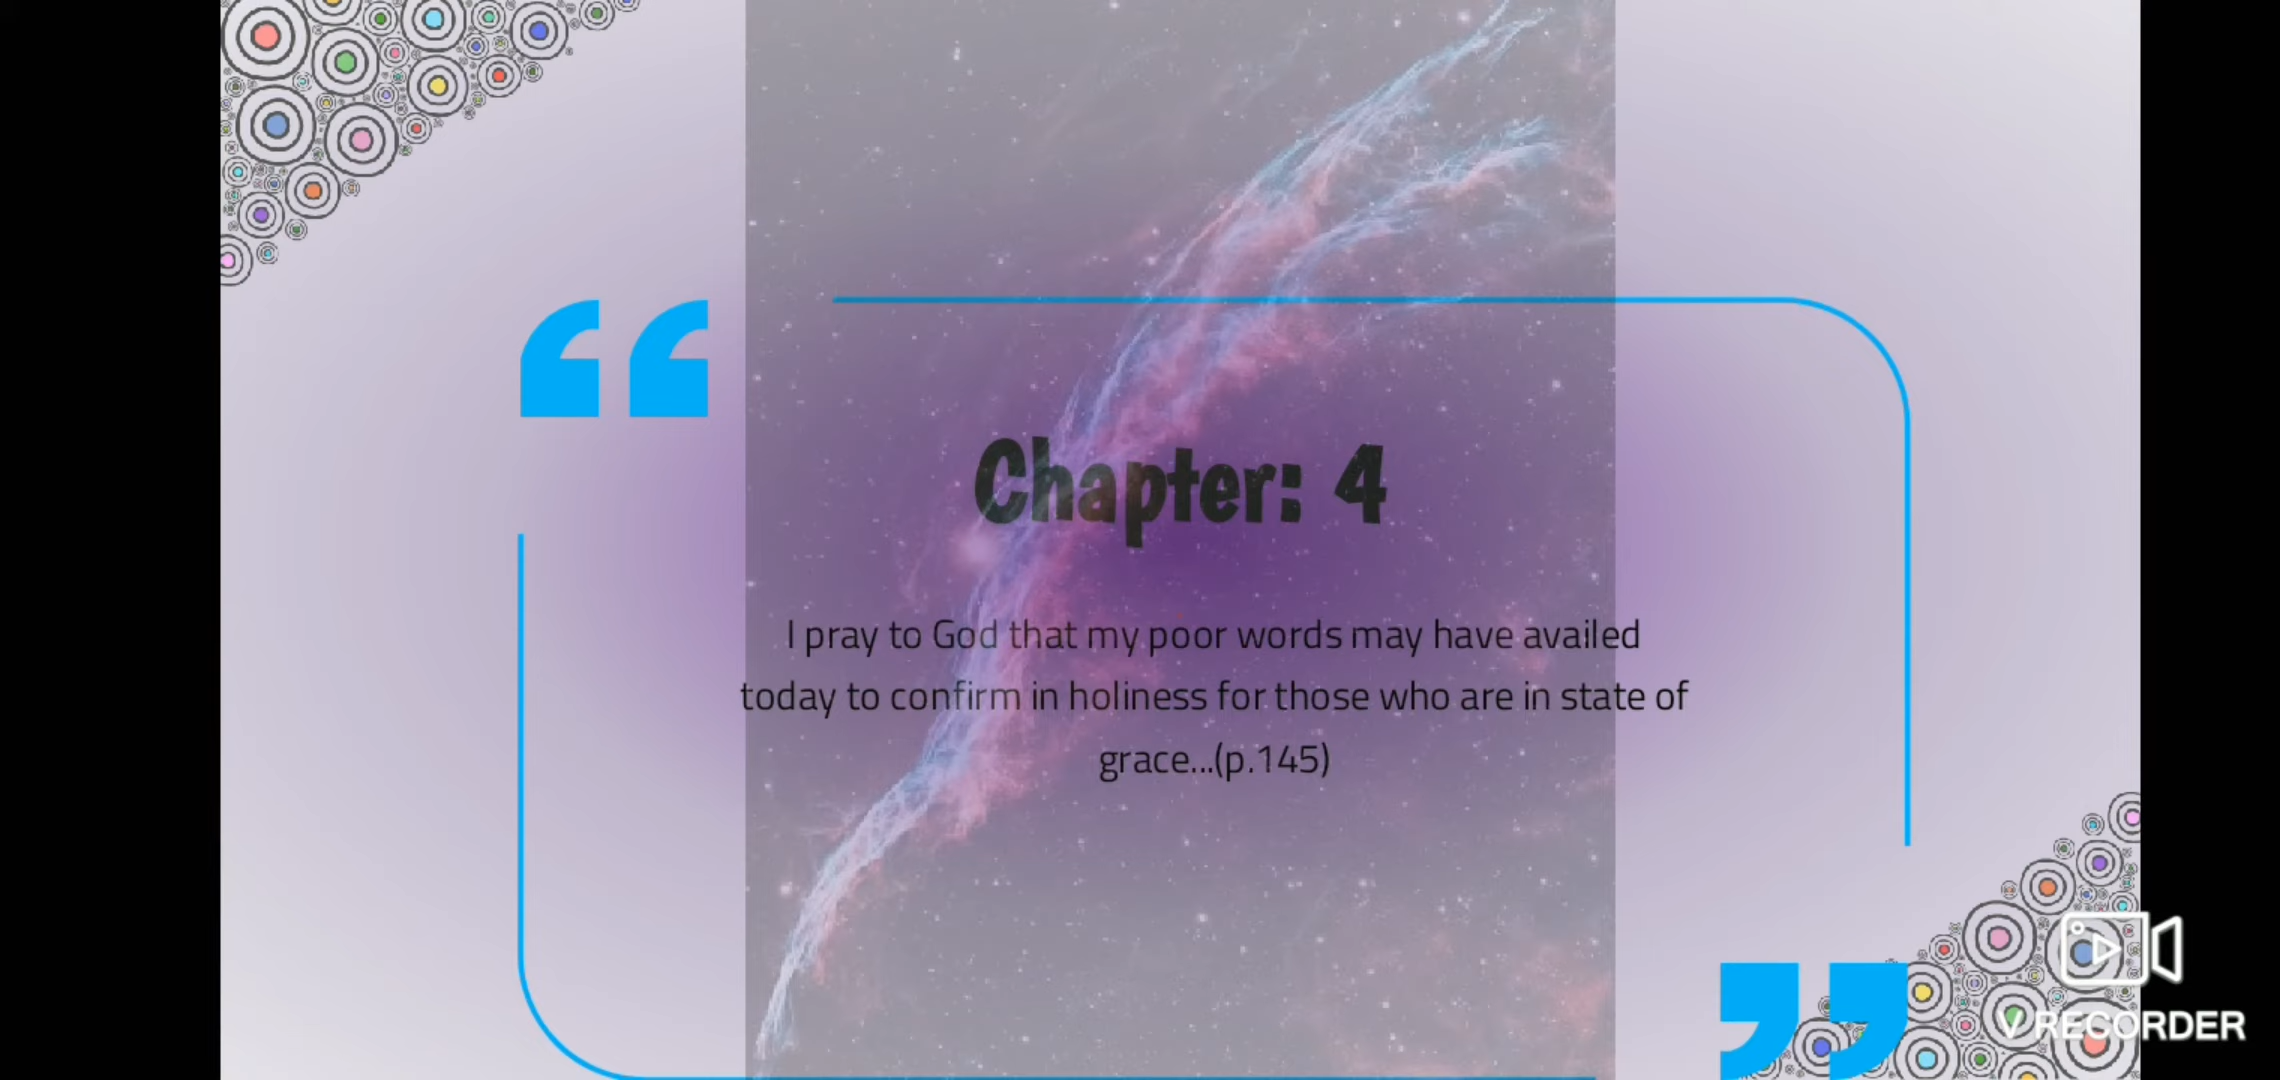 Chapter: 4
I pray to God that my poor words may have availed
today to confirm in holiness for those who are in state of
grace...(p.145)
V RECORDER